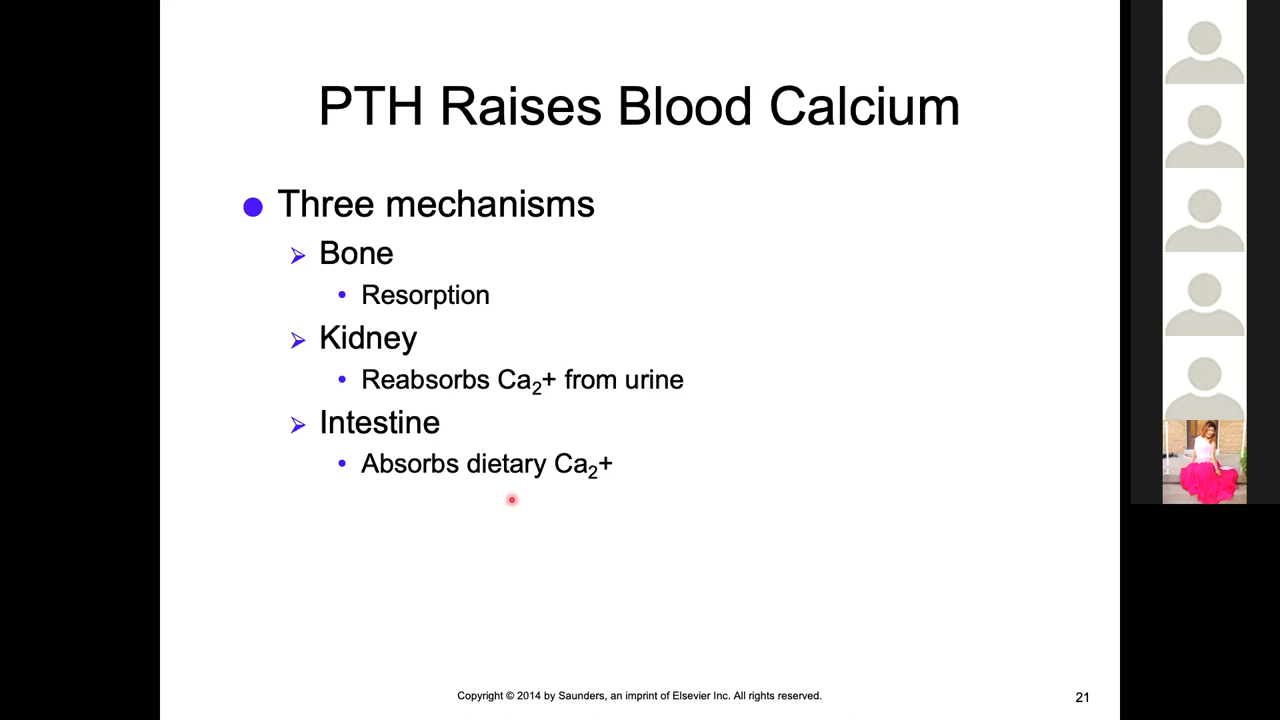 PTH Raises Blood Calcium
Three mechanisms
Bone
Resorption
Kidney
Reabsorbs Ca₂+ from urine
Intestine
Absorbs dietary Ca₂+
Copyright © 2014 by Saunders, an imprint of Elsevier Inc. All rights reserved.
21